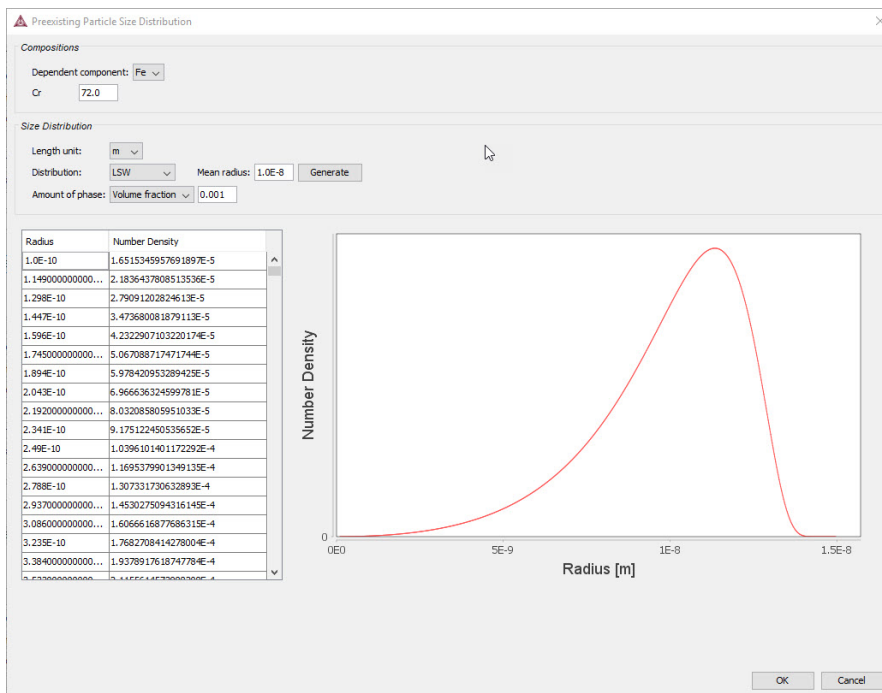 Preexisting Particle Size Distribution
Compositions
Dependent component: Fe
Cr 72.0
Size Distribution
Length unit: m
Distribution: LSW Mean radius: 1.0E-8 Generate
Amount of phase: Volume fraction 0.001
Radius Number Density
1.0E-10 1.6515345957691897E-5
1.149000000000... 2.1836437808513536E-5
1.298E-10 2.79091202824613E-5
1.447E-10 3.473680081879113E-5
1.596E-10 4.2322907103220174E-5
1.745000000000... 5.067088717471744E-5
1.894E-10 5.978420953289425E-5
2.043E-10 6.966636324599781E-5
2.192000000000... 8.032085805951033E-5
2.341E-10 9.175122450535652E-5
2.49E-10 1.0396101401172292E-4
2.639000000000... 1.1695379901349135E-4
2.788E-10 1.307331730632893E-4
2.937000000000... 1.4530275094316145E-4
3.086000000000... 1.6066616877686315E-4
3.235E-10 1.7682708414278004E-4
3.384000000000... 1.9378917618747784E-4
Number Density
0
0E0 5E-9 1E-8 1.5E-8
Radius [m]
OK Cancel